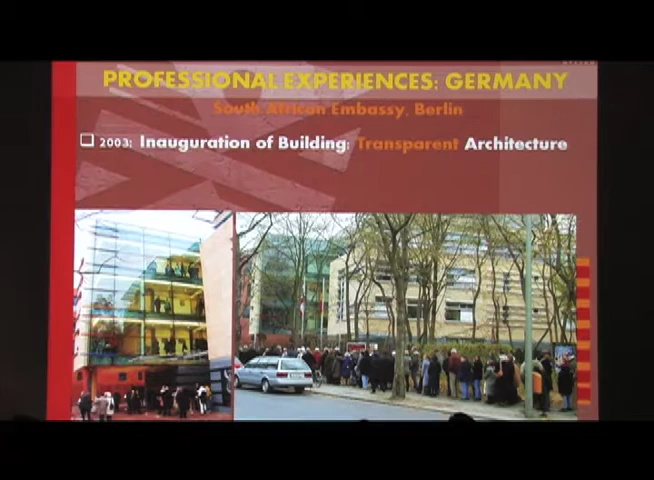 PROFESSIONAL EXPERIENCES: GERMANY
South African Embassy, Berlin
2003: Inauguration of Building: Transparent Architecture